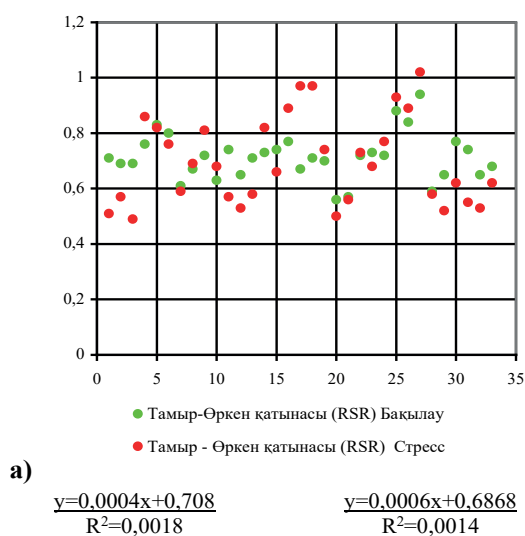 1,2
1
0,8
0,6
0,4
0,2
0
0 5 10 15 20 25 30 35
Тамыр-Өркен қатынасы (RSR) Бақылау
Тамыр - Өркен қатынасы (RSR) Стресс
а)
y=0,0004x+0,708 y=0,0006x+0,6868
R²=0,0018 R²=0,0014